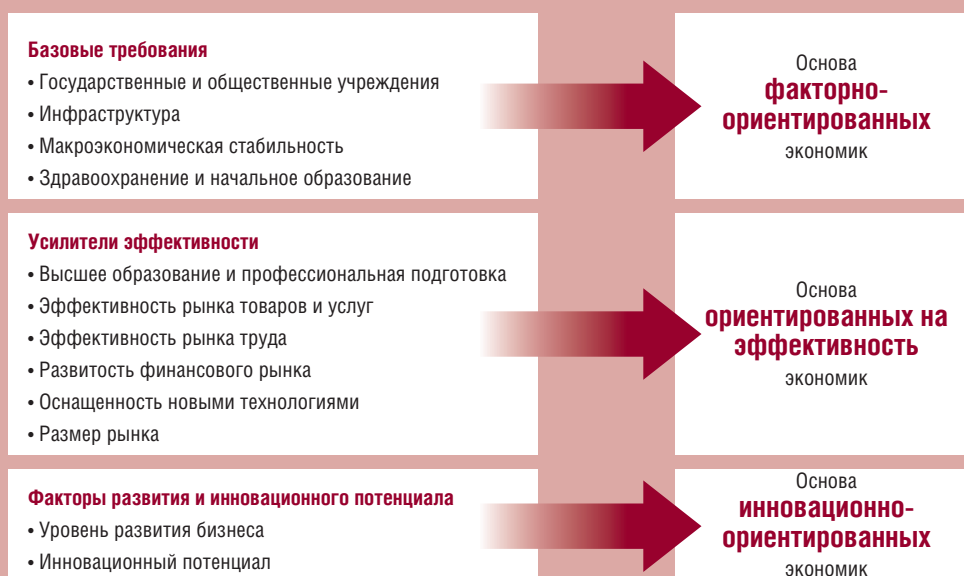 Базовые требования
• Государственные и общественные учреждения
• Инфраструктура
• Макроэкономическая стабильность
• Здравоохранение и начальное образование
Основа
факторно-
ориентированных
экономик
Усилители эффективности
• Высшее образование и профессиональная подготовка
• Эффективность рынка товаров и услуг
• Эффективность рынка труда
• Развитость финансового рынка
• Оснащенность новыми технологиями
• Размер рынка
Основа
ориентированных на
эффективность
экономик
Факторы развития и инновационного потенциала
• Уровень развития бизнеса
• Инновационный потенциал
Основа
инновационно-
ориентированных
экономик